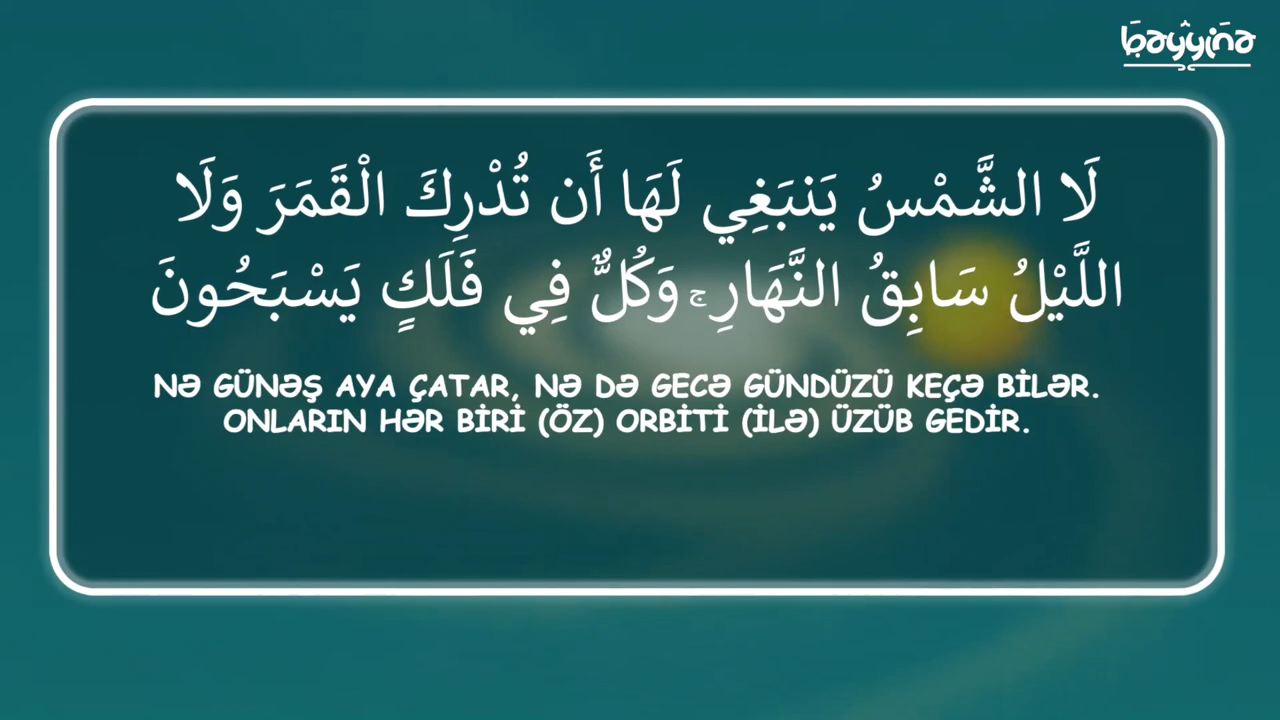 bayyina
لَا الشَّمْسُ يَنبَغِي لَهَا أَن تُدْرِكَ الْقَمَرَ وَلَا
اللَّيْلُ سَابِقُ النَّهَارِ ۚ وَكُلٌّ فِي فَلَكٍ يَسْبَحُونَ
NƏ GÜNƏŞ AYA ÇATAR, NƏ DƏ GECƏ GÜNDÜZÜ KEÇƏ BİLƏR.
ONLARIN HƏR BİRİ (ÖZ) ORBİTİ (İLƏ) ÜZÜB GEDİR.